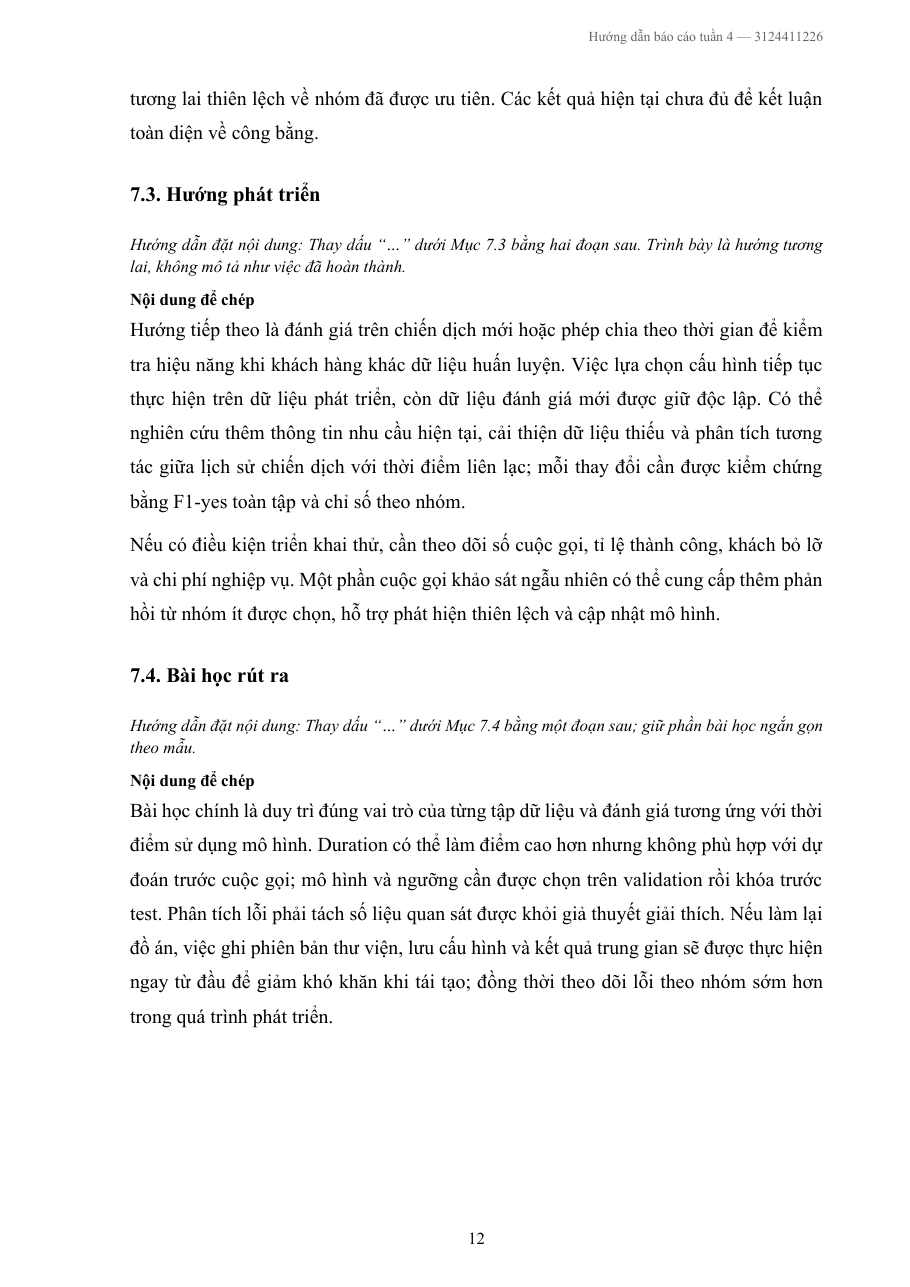 Hướng dẫn báo cáo tuần 4 — 3124411226
tương lai thiên lệch về nhóm đã được ưu tiên. Các kết quả hiện tại chưa đủ để kết luận
toàn diện về công bằng.
7.3. Hướng phát triển
Hướng dẫn đặt nội dung: Thay dấu “…” dưới Mục 7.3 bằng hai đoạn sau. Trình bày là hướng tương
lai, không mô tả như việc đã hoàn thành.
Nội dung để chép
Hướng tiếp theo là đánh giá trên chiến dịch mới hoặc phép chia theo thời gian để kiểm
tra hiệu năng khi khách hàng khác dữ liệu huấn luyện. Việc lựa chọn cấu hình tiếp tục
thực hiện trên dữ liệu phát triển, còn dữ liệu đánh giá mới được giữ độc lập. Có thể
nghiên cứu thêm thông tin nhu cầu hiện tại, cải thiện dữ liệu thiếu và phân tích tương
tác giữa lịch sử chiến dịch với thời điểm liên lạc; mỗi thay đổi cần được kiểm chứng
bằng F1-yes toàn tập và chỉ số theo nhóm.
Nếu có điều kiện triển khai thử, cần theo dõi số cuộc gọi, tỉ lệ thành công, khách bỏ lỡ
và chi phí nghiệp vụ. Một phần cuộc gọi khảo sát ngẫu nhiên có thể cung cấp thêm phản
hồi từ nhóm ít được chọn, hỗ trợ phát hiện thiên lệch và cập nhật mô hình.
7.4. Bài học rút ra
Hướng dẫn đặt nội dung: Thay dấu “…” dưới Mục 7.4 bằng một đoạn sau; giữ phần bài học ngắn gọn
theo mẫu.
Nội dung để chép
Bài học chính là duy trì đúng vai trò của từng tập dữ liệu và đánh giá tương ứng với thời
điểm sử dụng mô hình. Duration có thể làm điểm cao hơn nhưng không phù hợp với dự
đoán trước cuộc gọi; mô hình và ngưỡng cần được chọn trên validation rồi khóa trước
test. Phân tích lỗi phải tách số liệu quan sát được khỏi giả thuyết giải thích. Nếu làm lại
đồ án, việc ghi phiên bản thư viện, lưu cấu hình và kết quả trung gian sẽ được thực hiện
ngay từ đầu để giảm khó khăn khi tái tạo; đồng thời theo dõi lỗi theo nhóm sớm hơn
trong quá trình phát triển.
12